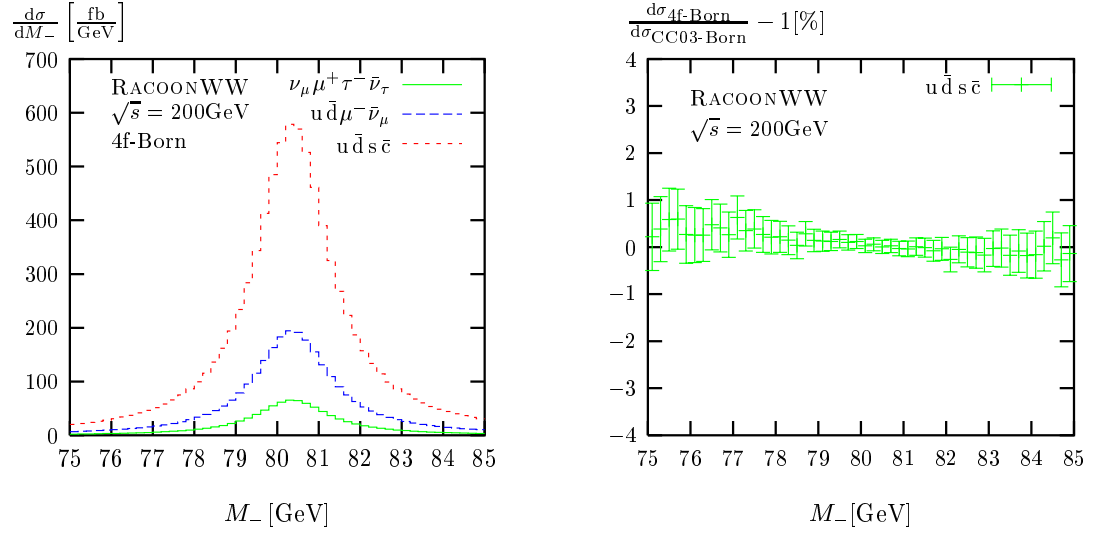 dσ/dM₋ [fb/GeV]
700
600
500
400
300
200
100
0
RACOONWW
√s = 200GeV
4f-Born
ν_μ μ⁺ τ⁻ ν̄_τ
u d̄ μ⁻ ν̄_μ
u d̄ s c̄
75 76 77 78 79 80 81 82 83 84 85
M₋[GeV]
dσ4f-Born/dσCC03-Born − 1[%]
4
3
2
1
0
−1
−2
−3
−4
RACOONWW
√s = 200GeV
u d̄ s c̄
75 76 77 78 79 80 81 82 83 84 85
M₋[GeV]